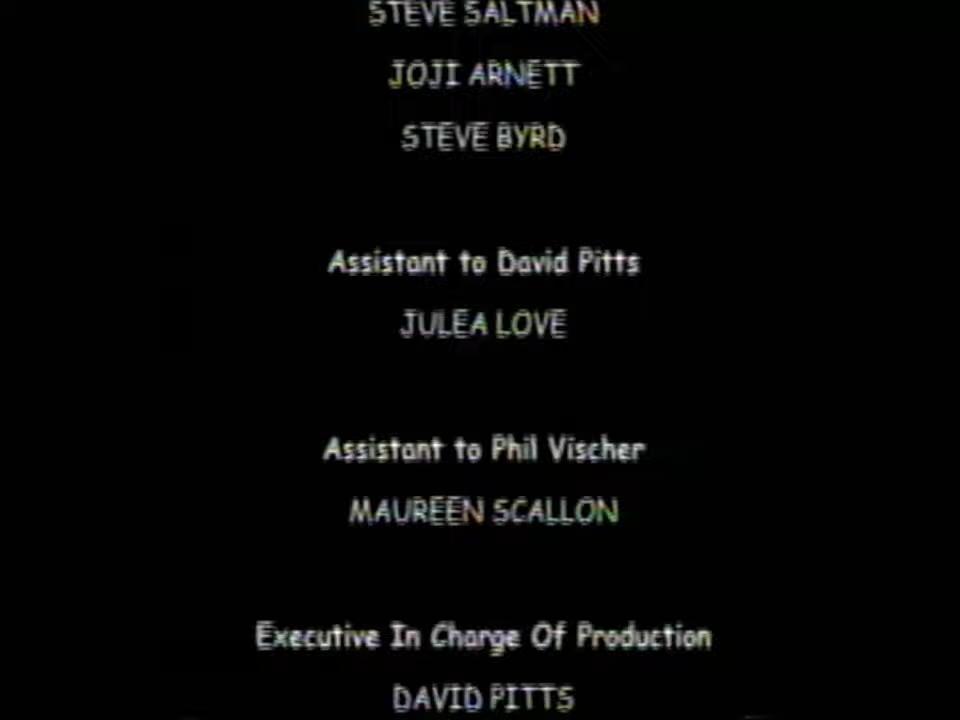 STEVE SALTMAN
JOJI ARNETT
STEVE BYRD
Assistant to David Pitts
JULEA LOVE
Assistant to Phil Vischer
MAUREEN SCALLON
Executive In Charge Of Production
DAVID PITTS